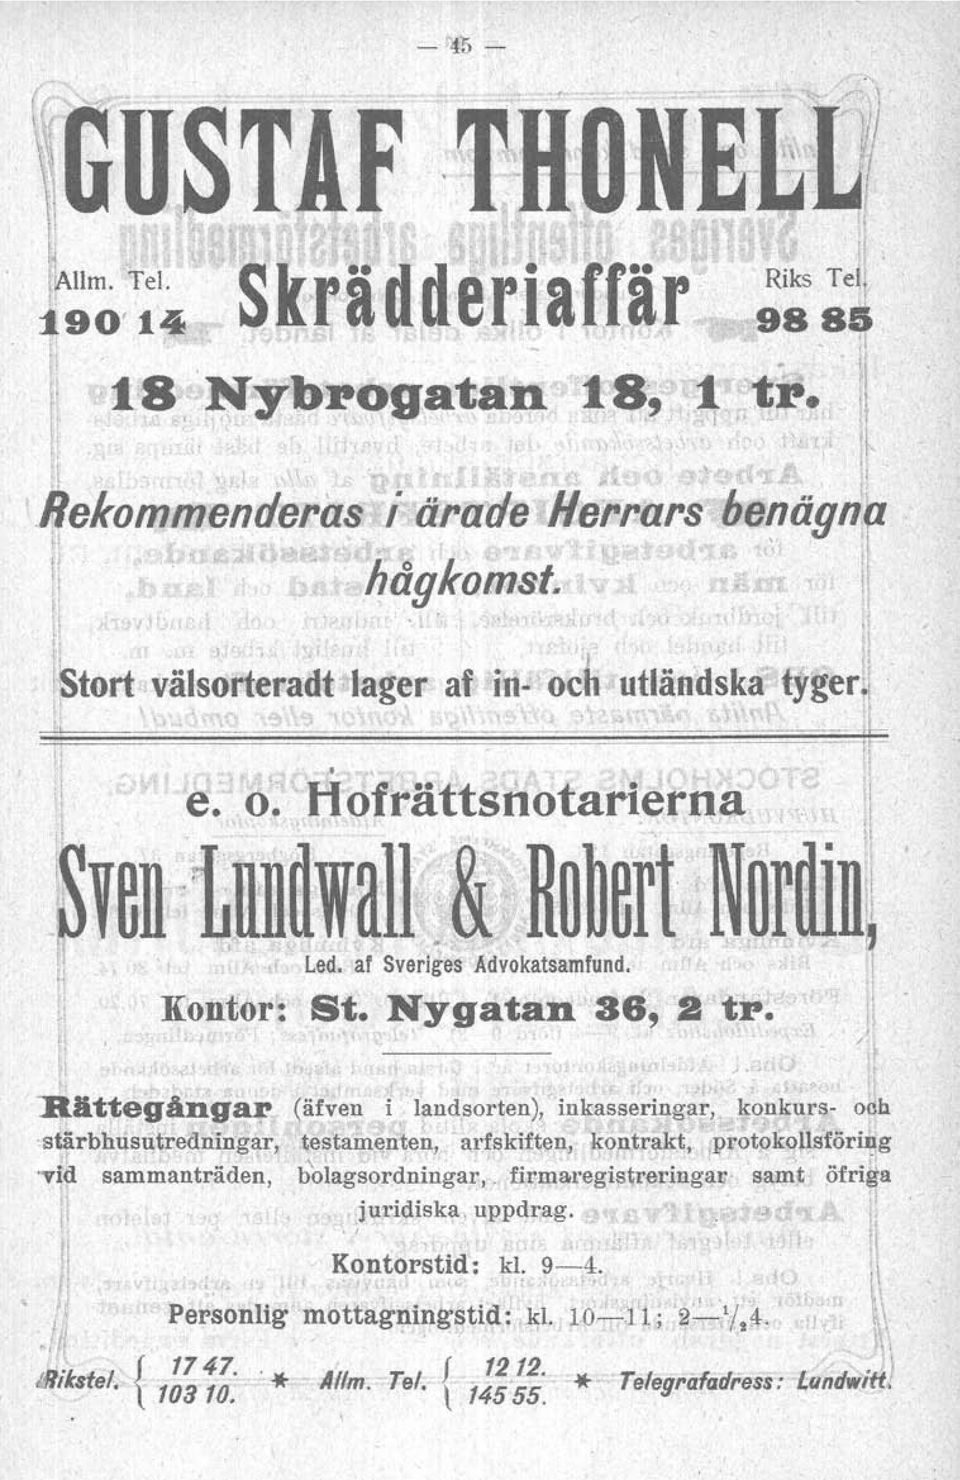 — 45 —
GUSTAF THONELL
Allm. Tel. Skrädderiaffär Riks Tel.
190 14 98 85
18 Nybrogatan 18, 1 tr.
Rekommenderas i ärade Herrars benägna
hågkomst.
Stort välsorteradt lager af in- och utländska tyger.
e. o. Hofrättsnotarierna
Sven Lundwall & Robert Nordin,
Led. af Sveriges Advokatsamfund.
Kontor: St. Nygatan 36, 2 tr.
Rättegångar (äfven i landsorten), inkasseringar, konkurs- och
stärbhusutredningar, testamenten, arfskiften, kontrakt, protokollsföring
vid sammanträden, bolagsordningar, firmaregistreringar samt öfriga
juridiska uppdrag.
Kontorstid: kl. 9—4.
Personlig mottagningstid: kl. 10—11; 2—1/2 4.
Rikstel. { 17 47. * Allm. Tel. { 12 12. * Telegrafadress: Lundwitt.
103 10. 145 55.